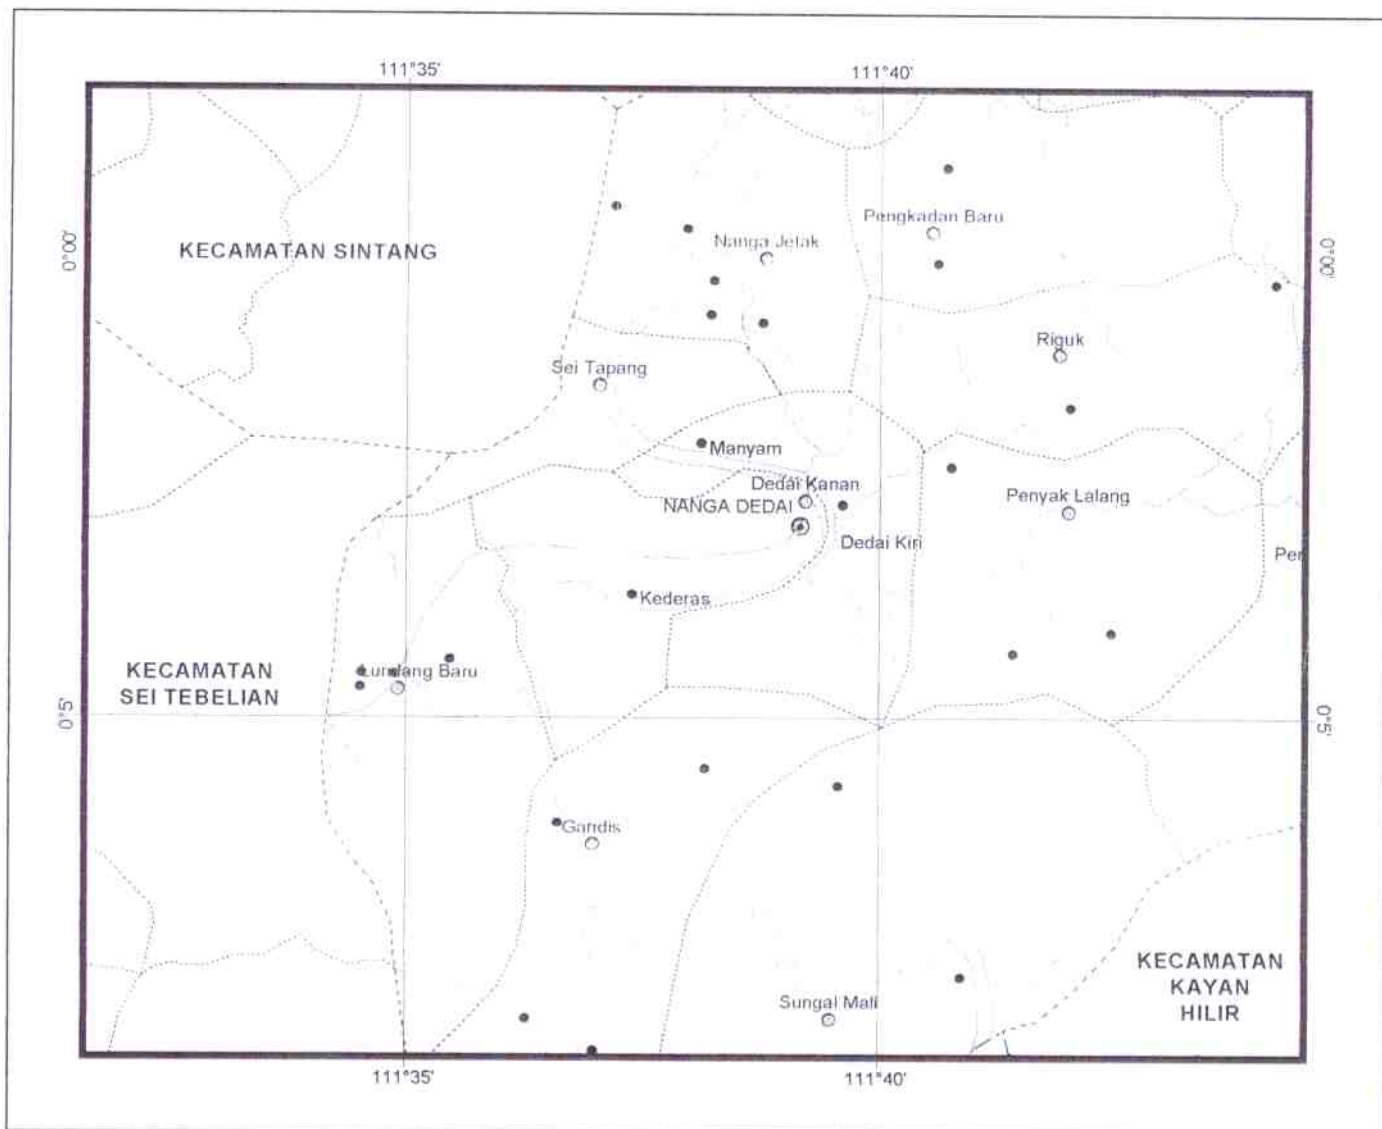 111°35'
111°40'
Pengkadan Baru
KECAMATAN SINTANG
Nanga Jetak
0°00'
0°00'
Riguk
Sei Tapang
Manyam
Dedai Kanan
NANGA DEDAI
Penyak Lalang
Dedai Kiri
Per
Kederas
KECAMATAN
SEI TEBELIAN
Lundang Baru
0°5'
0°5'
Gandis
KECAMATAN
KAYAN
HILIR
Sungai Mali
111°35'
111°40'